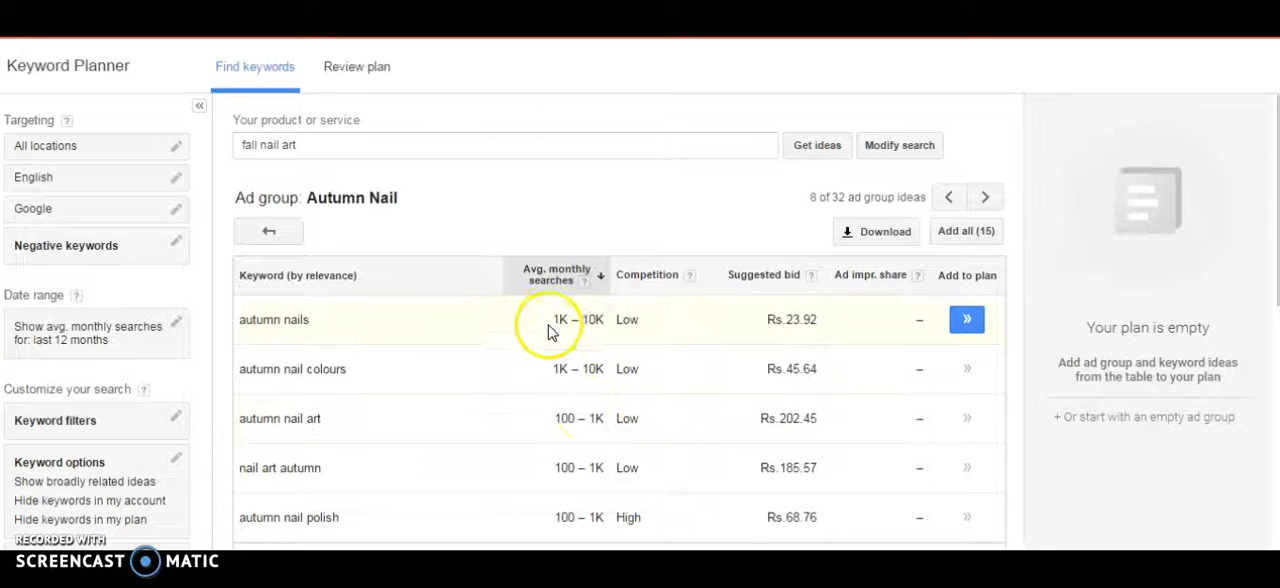 Keyword Planner
Find keywords
Review plan
«
Targeting ?
All locations
English
Google
Negative keywords
Date range ?
Show avg. monthly searches
for: last 12 months
Customize your search ?
Keyword filters
Keyword options
Show broadly related ideas
Hide keywords in my account
Hide keywords in my plan
Your product or service
fall nail art
Get ideas
Modify search
Ad group: Autumn Nail
8 of 32 ad group ideas
Download
Add all (15)
Keyword (by relevance) Avg. monthly searches ? Competition ? Suggested bid ? Ad impr. share ? Add to plan
autumn nails 1K – 10K Low Rs.23.92 – »
autumn nail colours 1K – 10K Low Rs.45.64 – »
autumn nail art 100 – 1K Low Rs.202.45 – »
nail art autumn 100 – 1K Low Rs.185.57 – »
autumn nail polish 100 – 1K High Rs.68.76 – »
Your plan is empty
Add ad group and keyword ideas
from the table to your plan
+ Or start with an empty ad group
RECORDED WITH
SCREENCAST MATIC